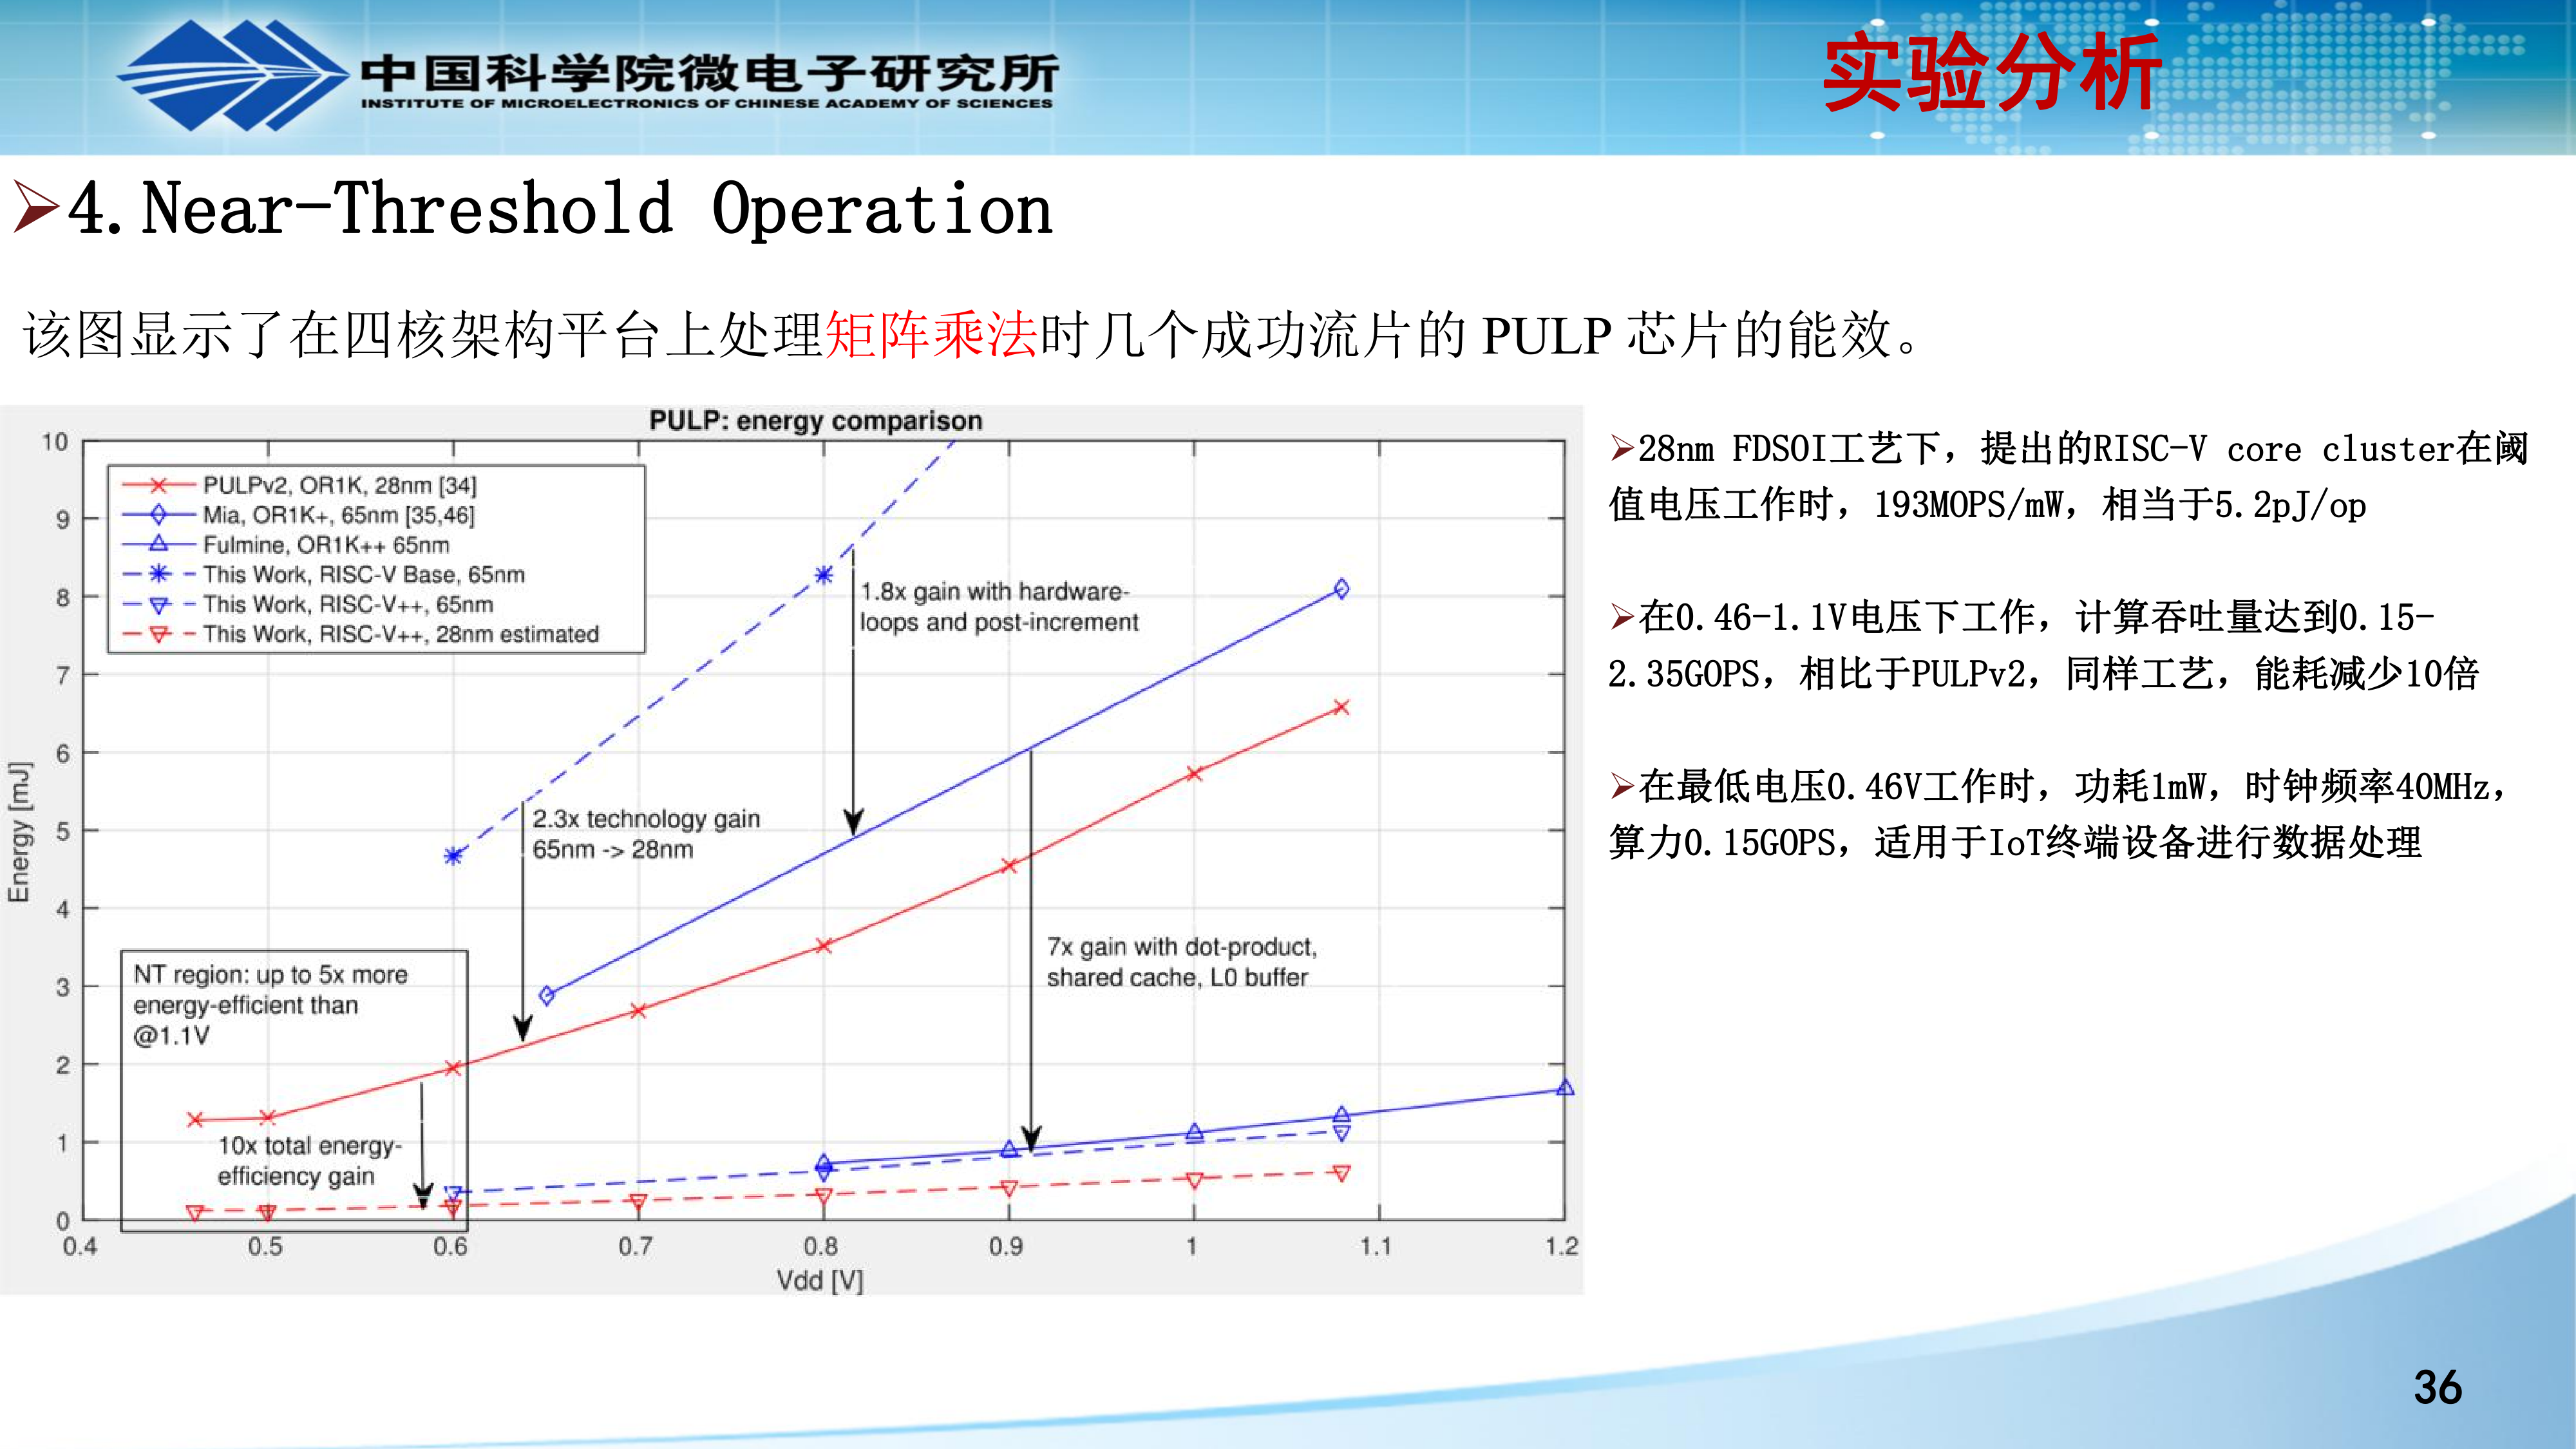 中国科学院微电子研究所
INSTITUTE OF MICROELECTRONICS OF CHINESE ACADEMY OF SCIENCES
实验分析
4.Near-Threshold Operation
该图显示了在四核架构平台上处理矩阵乘法时几个成功流片的 PULP 芯片的能效。
PULP: energy comparison
PULPv2, OR1K, 28nm [34]
Mia, OR1K+, 65nm [35,46]
Fulmine, OR1K++ 65nm
This Work, RISC-V Base, 65nm
This Work, RISC-V++, 65nm
This Work, RISC-V++, 28nm estimated
1.8x gain with hardware-
loops and post-increment
2.3x technology gain
65nm -> 28nm
7x gain with dot-product,
shared cache, L0 buffer
NT region: up to 5x more
energy-efficient than
@1.1V
10x total energy-
efficiency gain
10
9
8
7
6
5
4
3
2
1
0
Energy [mJ]
0.4 0.5 0.6 0.7 0.8 0.9 1 1.1 1.2
Vdd [V]
28nm FDSOI工艺下，提出的RISC-V core cluster在阈
值电压工作时，193MOPS/mW，相当于5.2pJ/op
在0.46-1.1V电压下工作，计算吞吐量达到0.15-
2.35GOPS，相比于PULPv2，同样工艺，能耗减少10倍
在最低电压0.46V工作时，功耗1mW，时钟频率40MHz，
算力0.15GOPS，适用于IoT终端设备进行数据处理
36